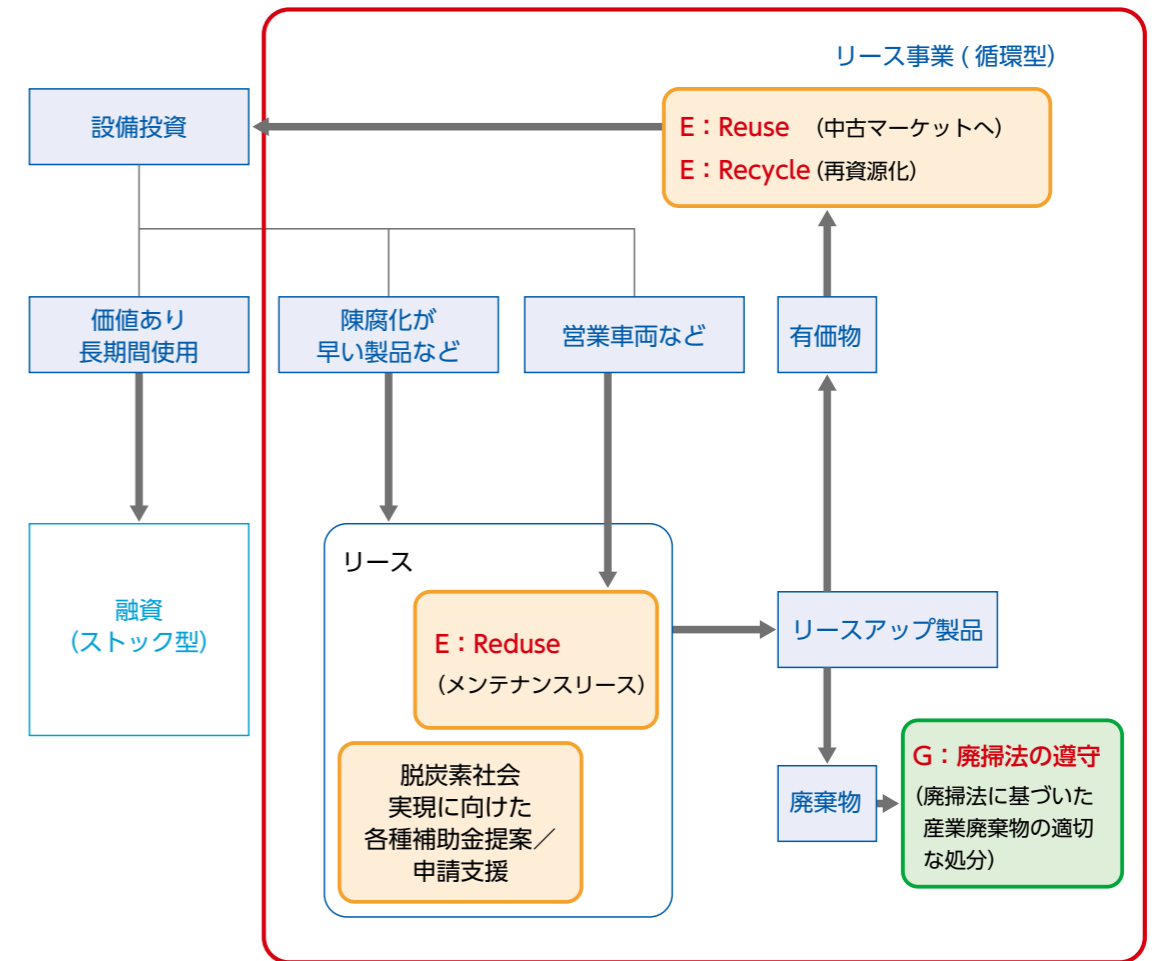 リース事業 ( 循環型)
設備投資
E：Reuse （中古マーケットへ）
E：Recycle (再資源化)
価値あり
長期間使用
陳腐化が
早い製品など
営業車両など
有価物
融資
(ストック型)
リース
E：Reduse
（メンテナンスリース）
リースアップ製品
脱炭素社会
実現に向けた
各種補助金提案／
申請支援
廃棄物
G：廃掃法の遵守
（廃掃法に基づいた
産業廃棄物の適切
な処分）